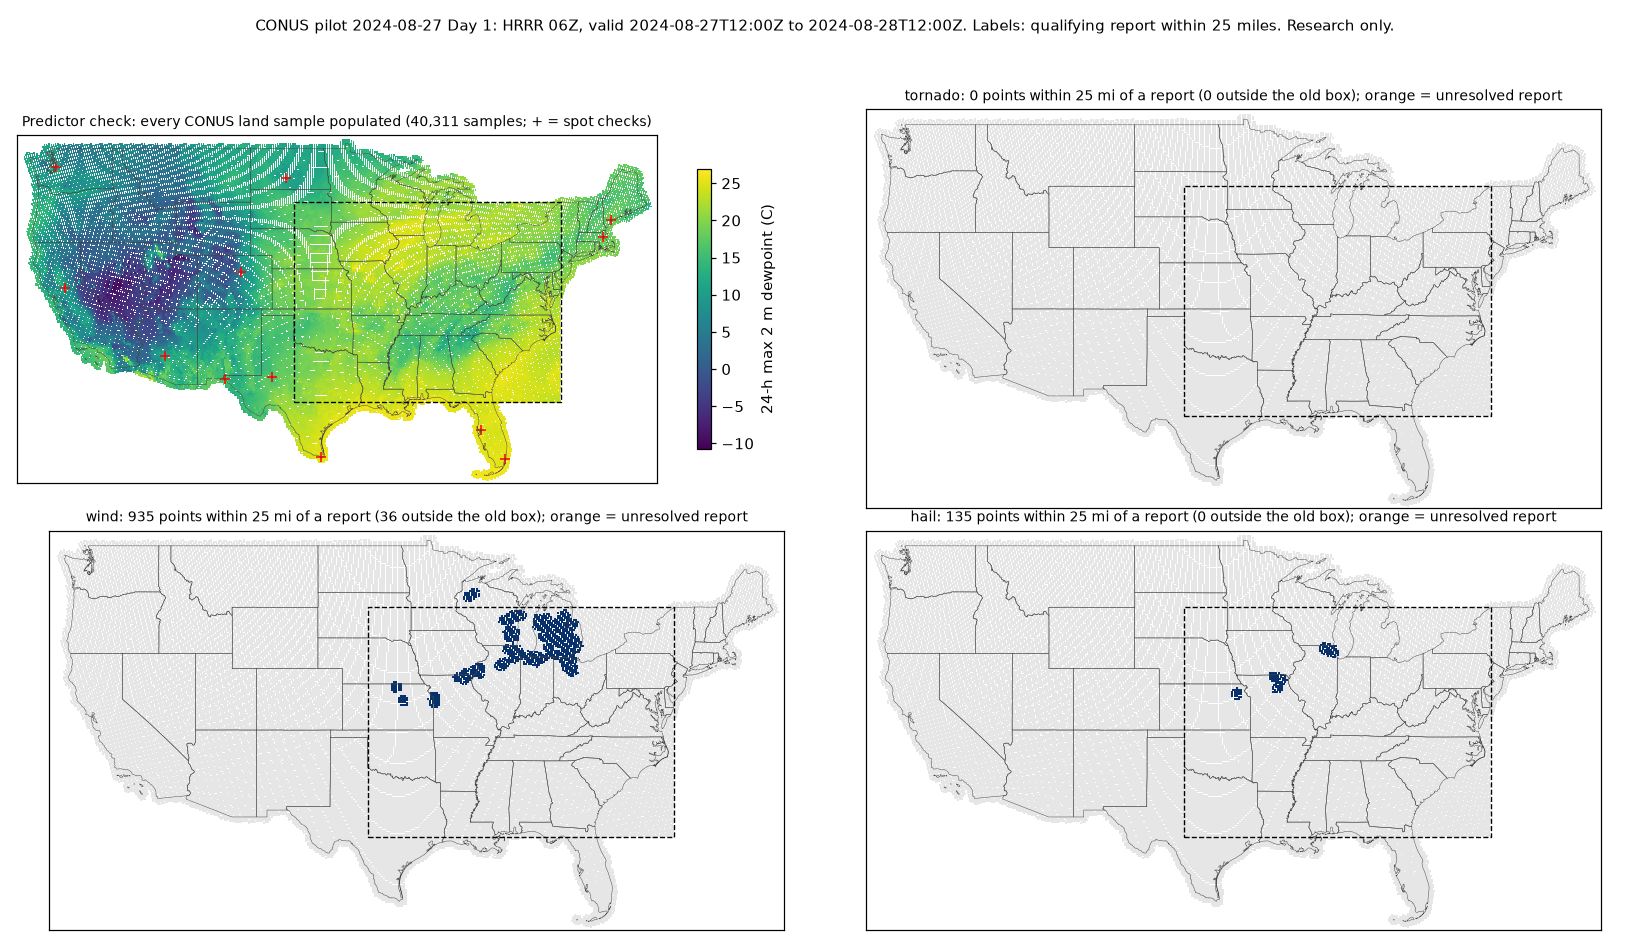 CONUS pilot 2024-08-27 Day 1: HRRR 06Z, valid 2024-08-27T12:00Z to 2024-08-28T12:00Z. Labels: qualifying report within 25 miles. Research only.
Predictor check: every CONUS land sample populated (40,311 samples; + = spot checks)
25
20
15
10
5
0
−5
−10
24-h max 2 m dewpoint (C)
tornado: 0 points within 25 mi of a report (0 outside the old box); orange = unresolved report
wind: 935 points within 25 mi of a report (36 outside the old box); orange = unresolved report
hail: 135 points within 25 mi of a report (0 outside the old box); orange = unresolved report